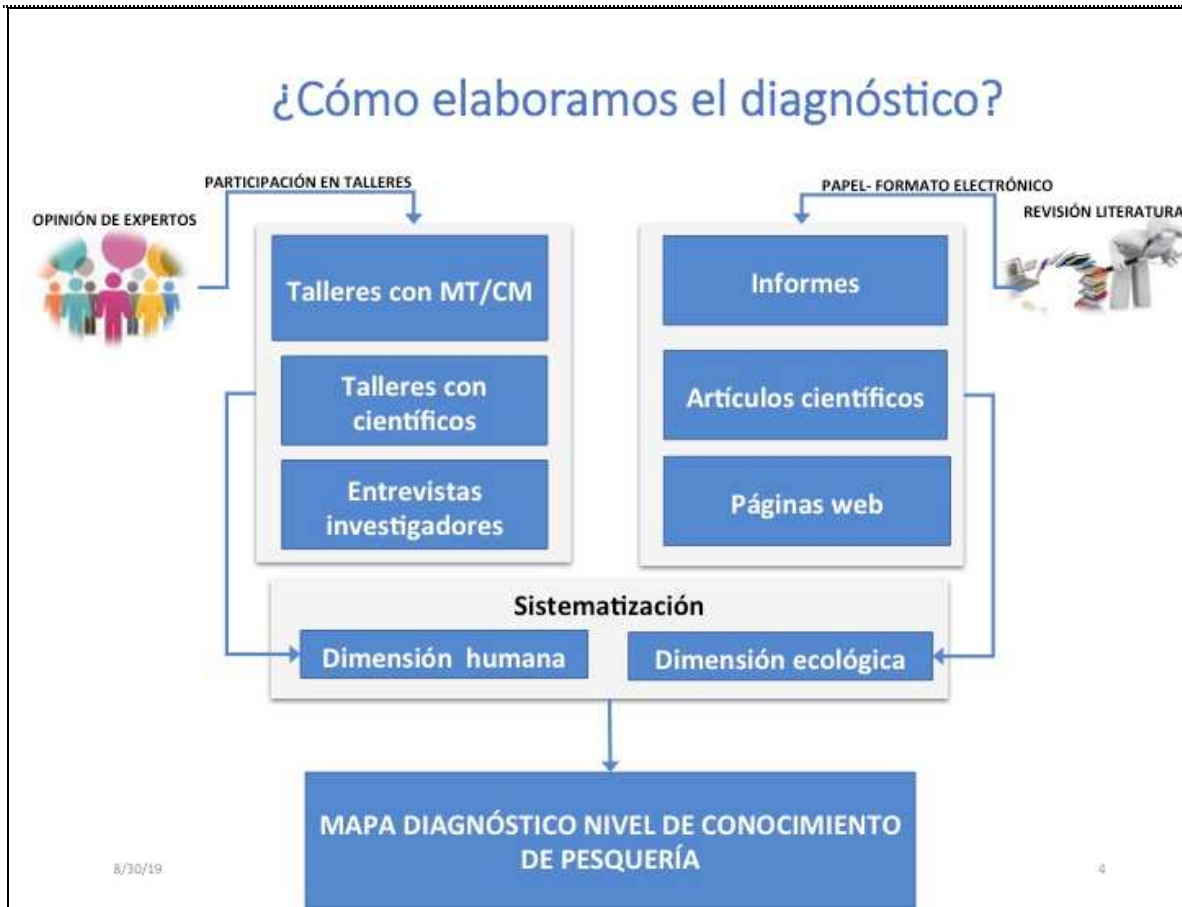 ¿Cómo elaboramos el diagnóstico?
PARTICIPACIÓN EN TALLERES
OPINIÓN DE EXPERTOS
Talleres con MT/CM
Talleres con
científicos
Entrevistas
investigadores
PAPEL- FORMATO ELECTRÓNICO
REVISIÓN LITERATURA
Informes
Artículos científicos
Páginas web
Sistematización
Dimensión humana
Dimensión ecológica
MAPA DIAGNÓSTICO NIVEL DE CONOCIMIENTO
DE PESQUERÍA
8/30/19
4